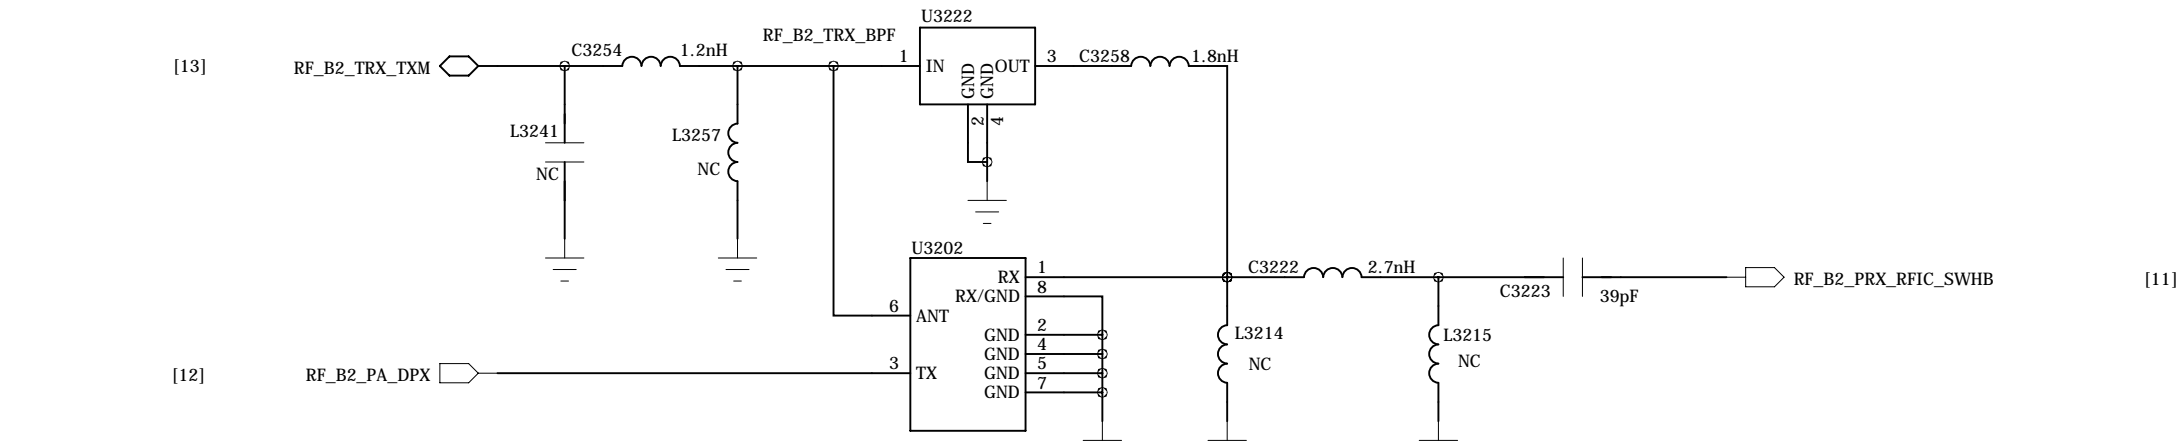 U3222
RF_B2_TRX_BPF
C3254
1.2nH
[13]
RF_B2_TRX_TXM
1
IN
GND
GND
OUT
3
C3258
1.8nH
2
4
L3241
NC
L3257
NC
U3202
RX
1
RX/GND
8
C3222
2.7nH
C3223
39pF
RF_B2_PRX_RFIC_SWHB
[11]
6
ANT
GND
2
GND
4
GND
5
GND
7
L3214
NC
L3215
NC
[12]
RF_B2_PA_DPX
3
TX